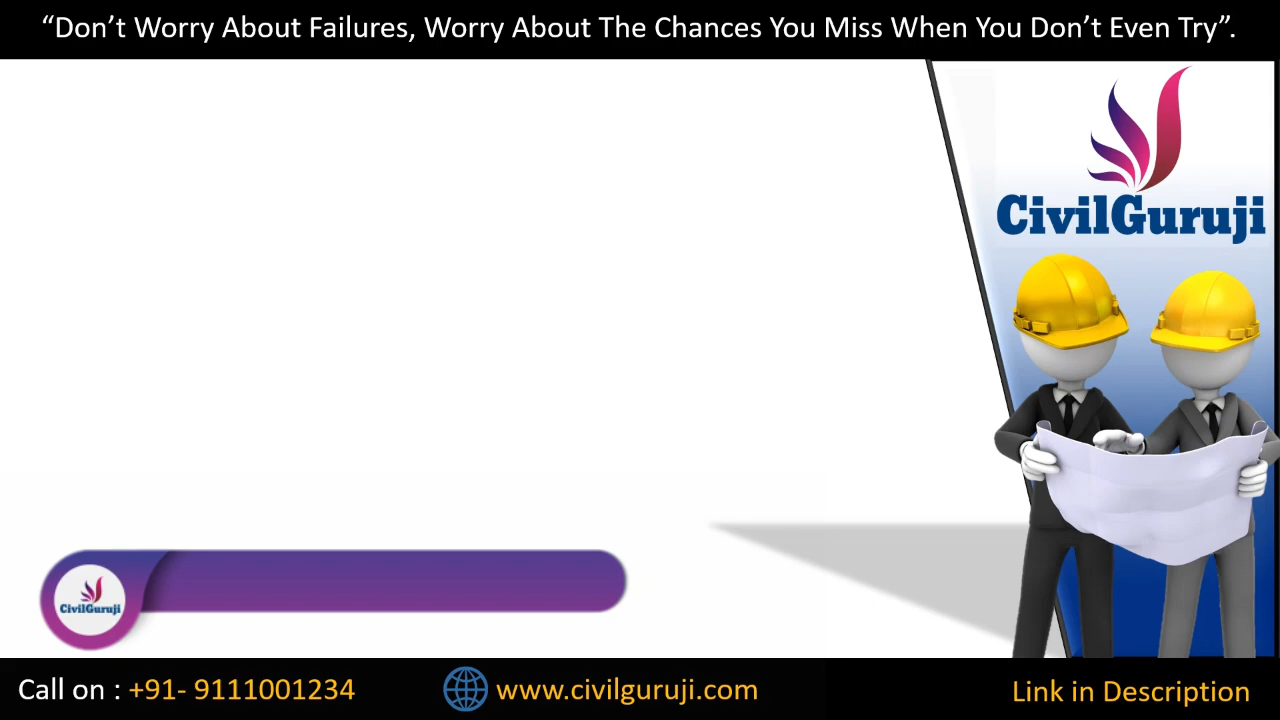 “Don’t Worry About Failures, Worry About The Chances You Miss When You Don’t Even Try”.
CivilGuruji
CivilGuruji
Call on : +91- 9111001234
www.civilguruji.com
Link in Description